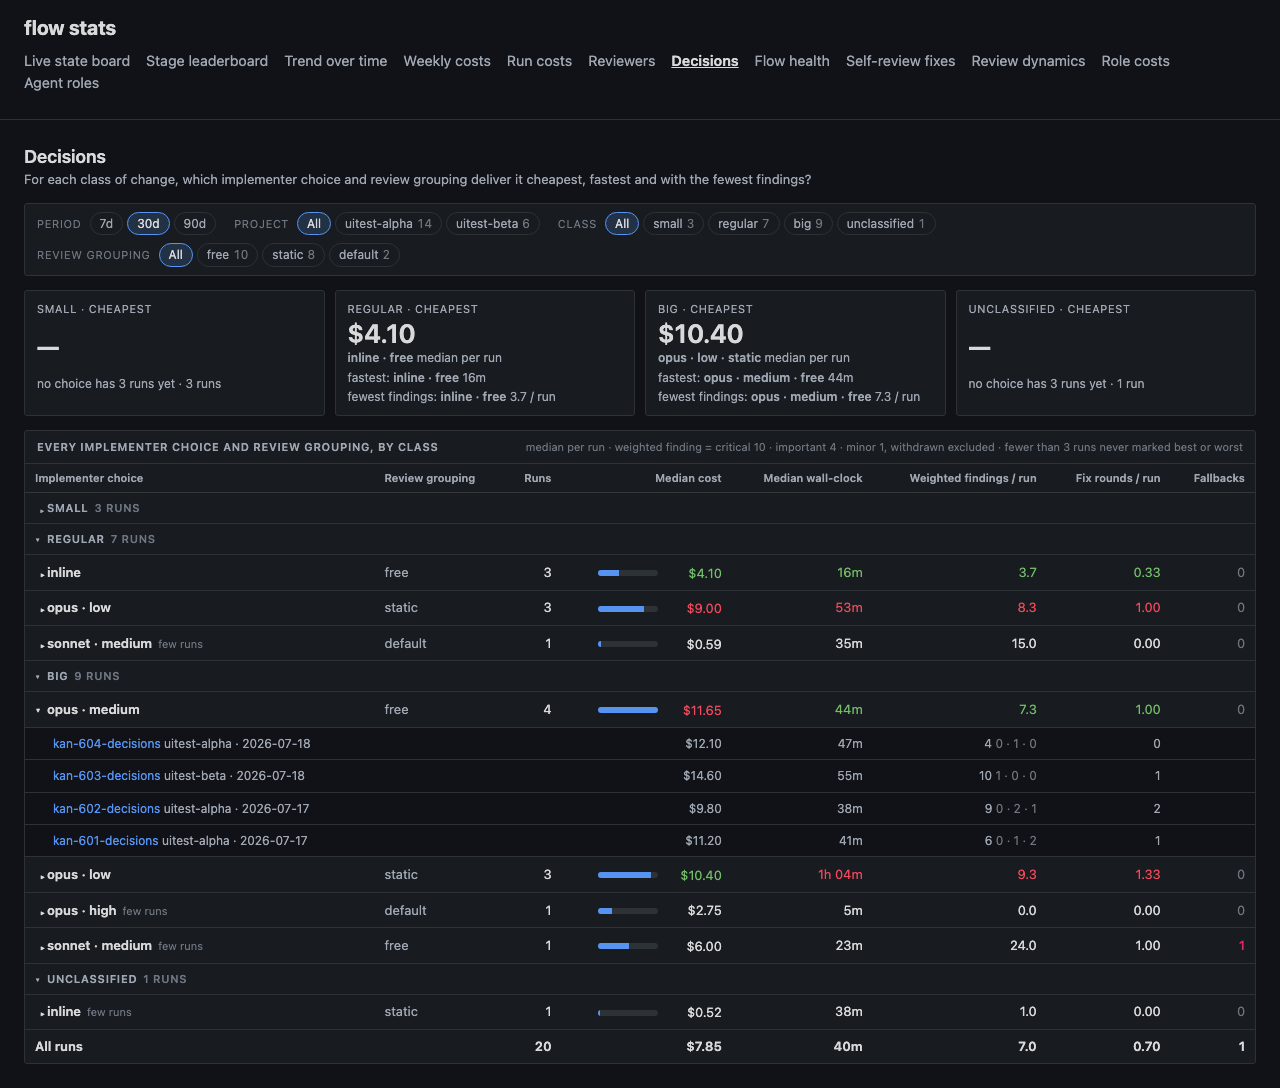 flow stats
Live state board Stage leaderboard Trend over time Weekly costs Run costs Reviewers Decisions Flow health Self-review fixes Review dynamics Role costs
Agent roles
Decisions
For each class of change, which implementer choice and review grouping deliver it cheapest, fastest and with the fewest findings?
PERIOD 7d 30d 90d PROJECT All uitest-alpha 14 uitest-beta 6 CLASS All small 3 regular 7 big 9 unclassified 1
REVIEW GROUPING All free 10 static 8 default 2
SMALL · CHEAPEST
—
no choice has 3 runs yet · 3 runs
REGULAR · CHEAPEST
$4.10
inline · free median per run
fastest: inline · free 16m
fewest findings: inline · free 3.7 / run
BIG · CHEAPEST
$10.40
opus · low · static median per run
fastest: opus · medium · free 44m
fewest findings: opus · medium · free 7.3 / run
UNCLASSIFIED · CHEAPEST
—
no choice has 3 runs yet · 1 run
EVERY IMPLEMENTER CHOICE AND REVIEW GROUPING, BY CLASS median per run · weighted finding = critical 10 · important 4 · minor 1, withdrawn excluded · fewer than 3 runs never marked best or worst
Implementer choice Review grouping Runs Median cost Median wall-clock Weighted findings / run Fix rounds / run Fallbacks
▸ SMALL 3 RUNS
▾ REGULAR 7 RUNS
▸ inline free 3 $4.10 16m 3.7 0.33 0
▸ opus · low static 3 $9.00 53m 8.3 1.00 0
▸ sonnet · medium few runs default 1 $0.59 35m 15.0 0.00 0
▾ BIG 9 RUNS
▾ opus · medium free 4 $11.65 44m 7.3 1.00 0
kan-604-decisions uitest-alpha · 2026-07-18 $12.10 47m 4 0 · 1 · 0 0
kan-603-decisions uitest-beta · 2026-07-18 $14.60 55m 10 1 · 0 · 0 1
kan-602-decisions uitest-alpha · 2026-07-17 $9.80 38m 9 0 · 2 · 1 2
kan-601-decisions uitest-alpha · 2026-07-17 $11.20 41m 6 0 · 1 · 2 1
▸ opus · low static 3 $10.40 1h 04m 9.3 1.33 0
▸ opus · high few runs default 1 $2.75 5m 0.0 0.00 0
▸ sonnet · medium few runs free 1 $6.00 23m 24.0 1.00 1
▾ UNCLASSIFIED 1 RUNS
▸ inline few runs static 1 $0.52 38m 1.0 0.00 0
All runs 20 $7.85 40m 7.0 0.70 1